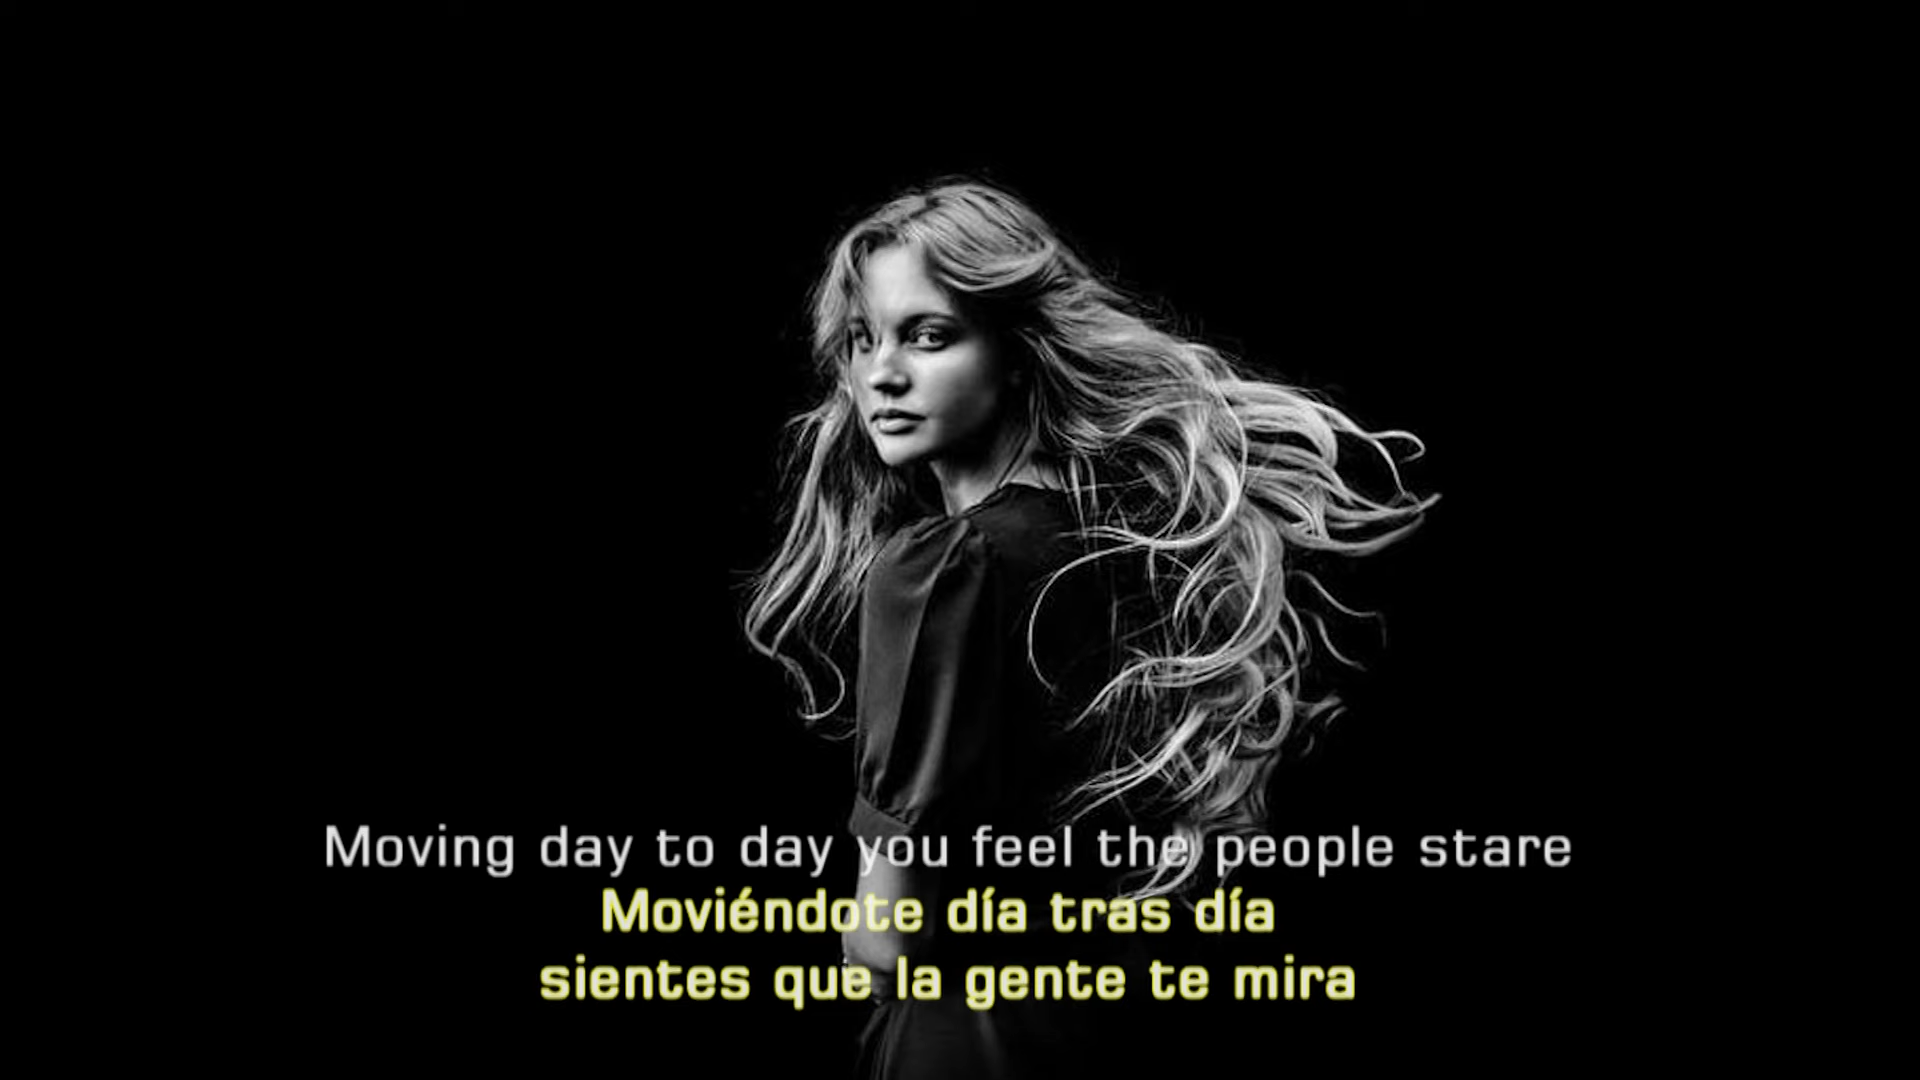 Moving day to day you feel the people stare
Moviéndote día tras día
sientes que la gente te mira